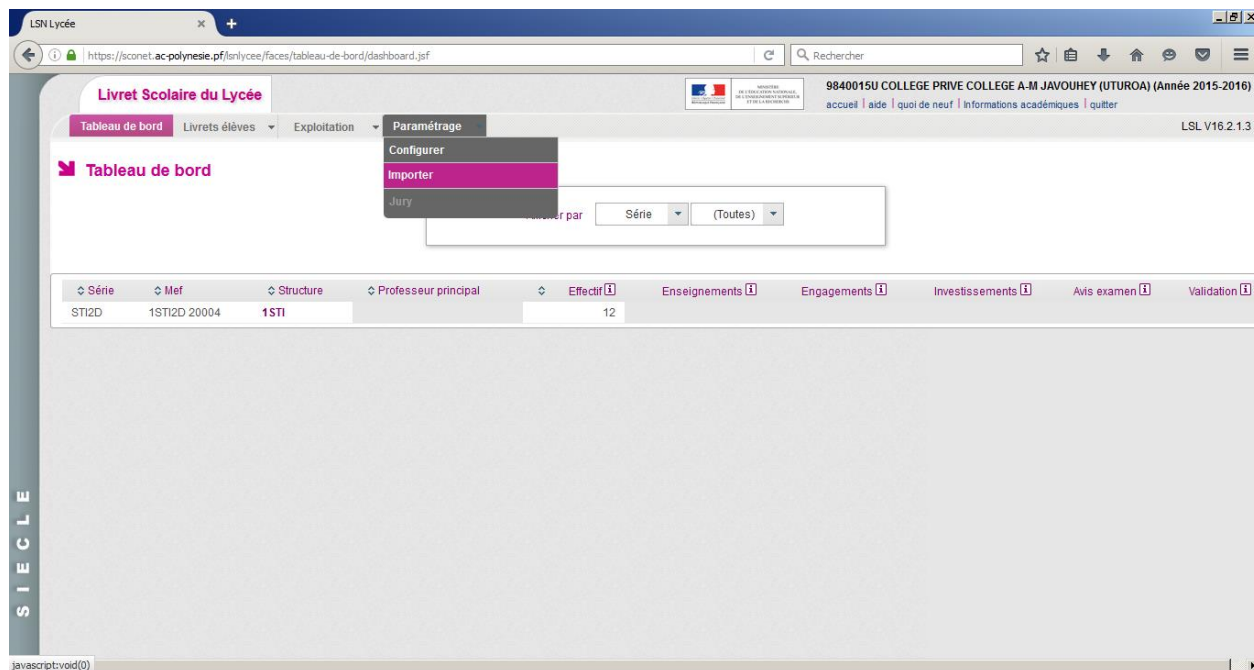 LSN Lycée
https://sconet.ac-polynesie.pf/lsnlycee/faces/tableau-de-bord/dashboard.jsf
Rechercher
Livret Scolaire du Lycée
9840015U COLLEGE PRIVE COLLEGE A-M JAVOUHEY (UTUROA) (Année 2015-2016)
accueil | aide | quoi de neuf | Informations académiques | quitter
Tableau de bord Livrets élèves Exploitation Paramétrage LSL V16.2.1.3
Configurer
Tableau de bord
Importer
Jury
par Série (Toutes)
Série Mef Structure Professeur principal Effectif Enseignements Engagements Investissements Avis examen Validation
STI2D 1STI2D 20004 1STI 12
SIECLE
javascript:void(0)